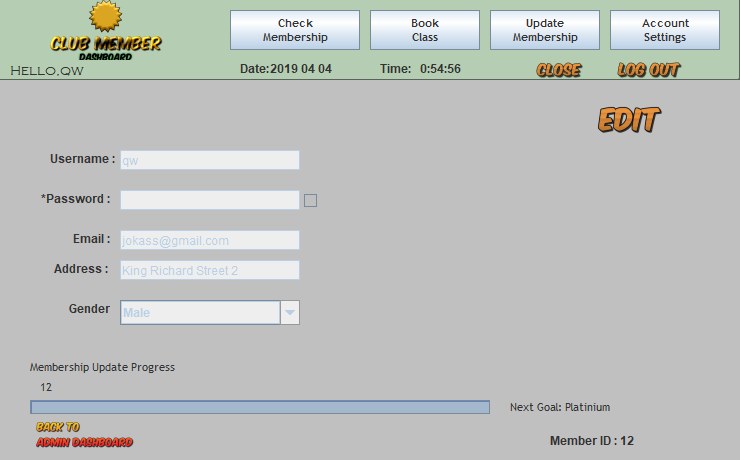 Check
Membership
Book
Class
Update
Membership
Account
Settings
CLUB MEMBER
DASHBOARD
HELLO,QW
Date:2019 04 04
Time: 0:54:56
CLOSE
LOG OUT
EDIT
Username : qw
*Password :
Email : jokass@gmail.com
Address : King Richard Street 2
Gender Male
Membership Update Progress
12
Next Goal: Platinium
BACK TO
ADMIN DASHBOARD
Member ID : 12